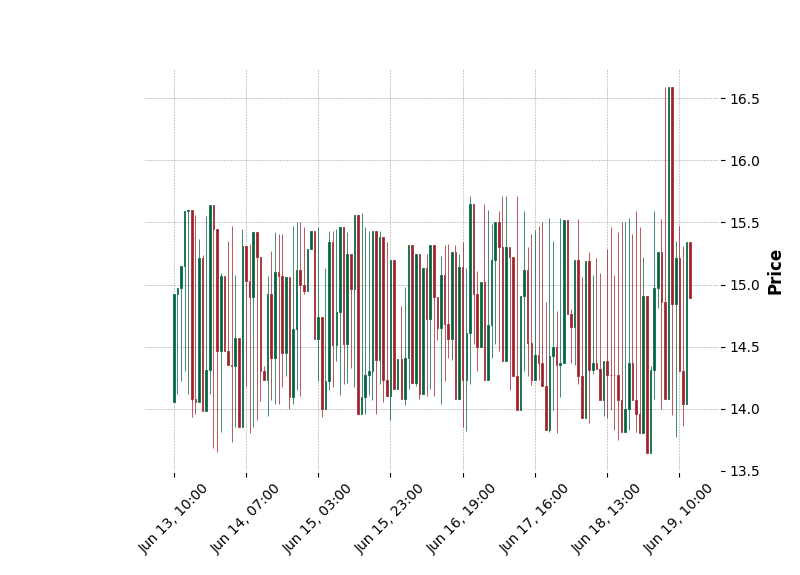 16.5
16.0
15.5
15.0
14.5
14.0
13.5
Price
Jun 13, 10:00
Jun 14, 07:00
Jun 15, 03:00
Jun 15, 23:00
Jun 16, 19:00
Jun 17, 16:00
Jun 18, 13:00
Jun 19, 10:00